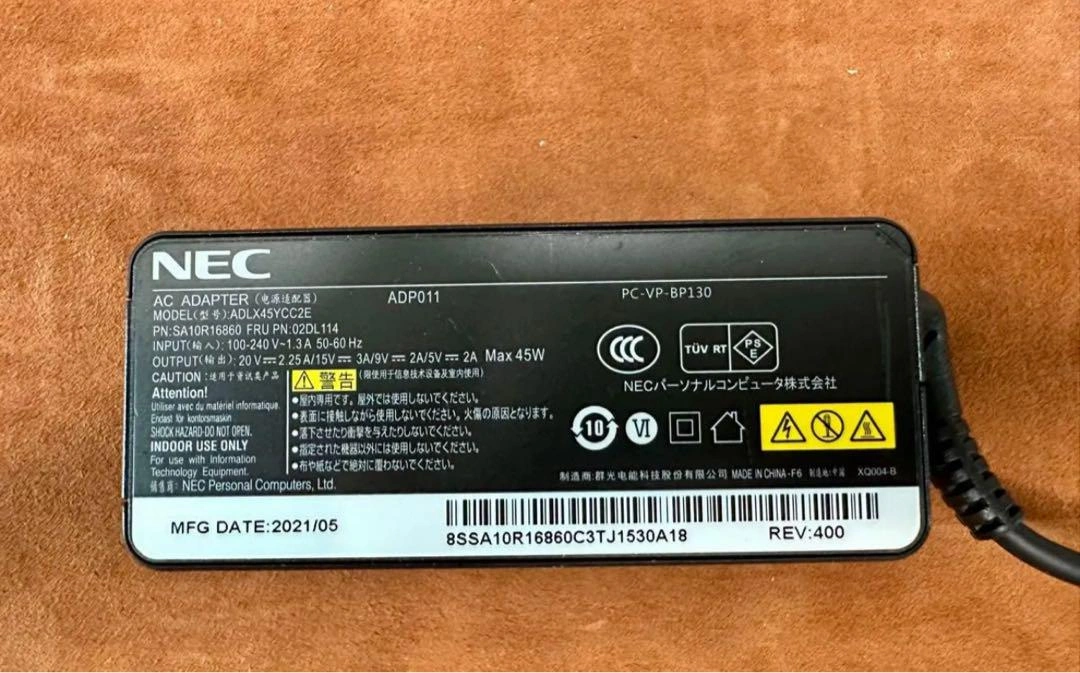 NEC
AC ADAPTER (电源适配器) ADP011 PC-VP-BP130
MODEL(型号):ADLX45YCC2E
PN:SA10R16860 FRU PN:02DL114
INPUT(输入): 100-240 V~1.3 A 50-60 Hz
OUTPUT(输出): 20 V⎓2.25 A/15V⎓3A/9V⎓2A/5V⎓2A Max 45W
CAUTION :适用于资讯类产品
Attention!
Utiliser avec du matériel informatique.
Endast för kontorsmaskin
SHOCK HAZARD-DO NOT OPEN.
INDOOR USE ONLY
For use with Information
Technology Equipment.
销售商: NEC Personal Computers, Ltd.
警告 (限使用于信息技术设备及室内使用)
●屋内専用です。屋外では使用しないでください。
●表面に接触しながら使用しないでください。火傷の原因となります。
●落下させたり衝撃を与えたりしないでください。
●指定された機器以外には使用しないでください。
●布や紙などで絶対に覆わないでください。
CCC
TÜV RT
PS
E
NECパーソナルコンピュータ株式会社
10
VI
制造商:群光电能科技股份有限公司 MADE IN CHINA-F6 制造地:中国 XQ004-B
MFG DATE:2021/05
8SSA10R16860C3TJ1530A18
REV:400